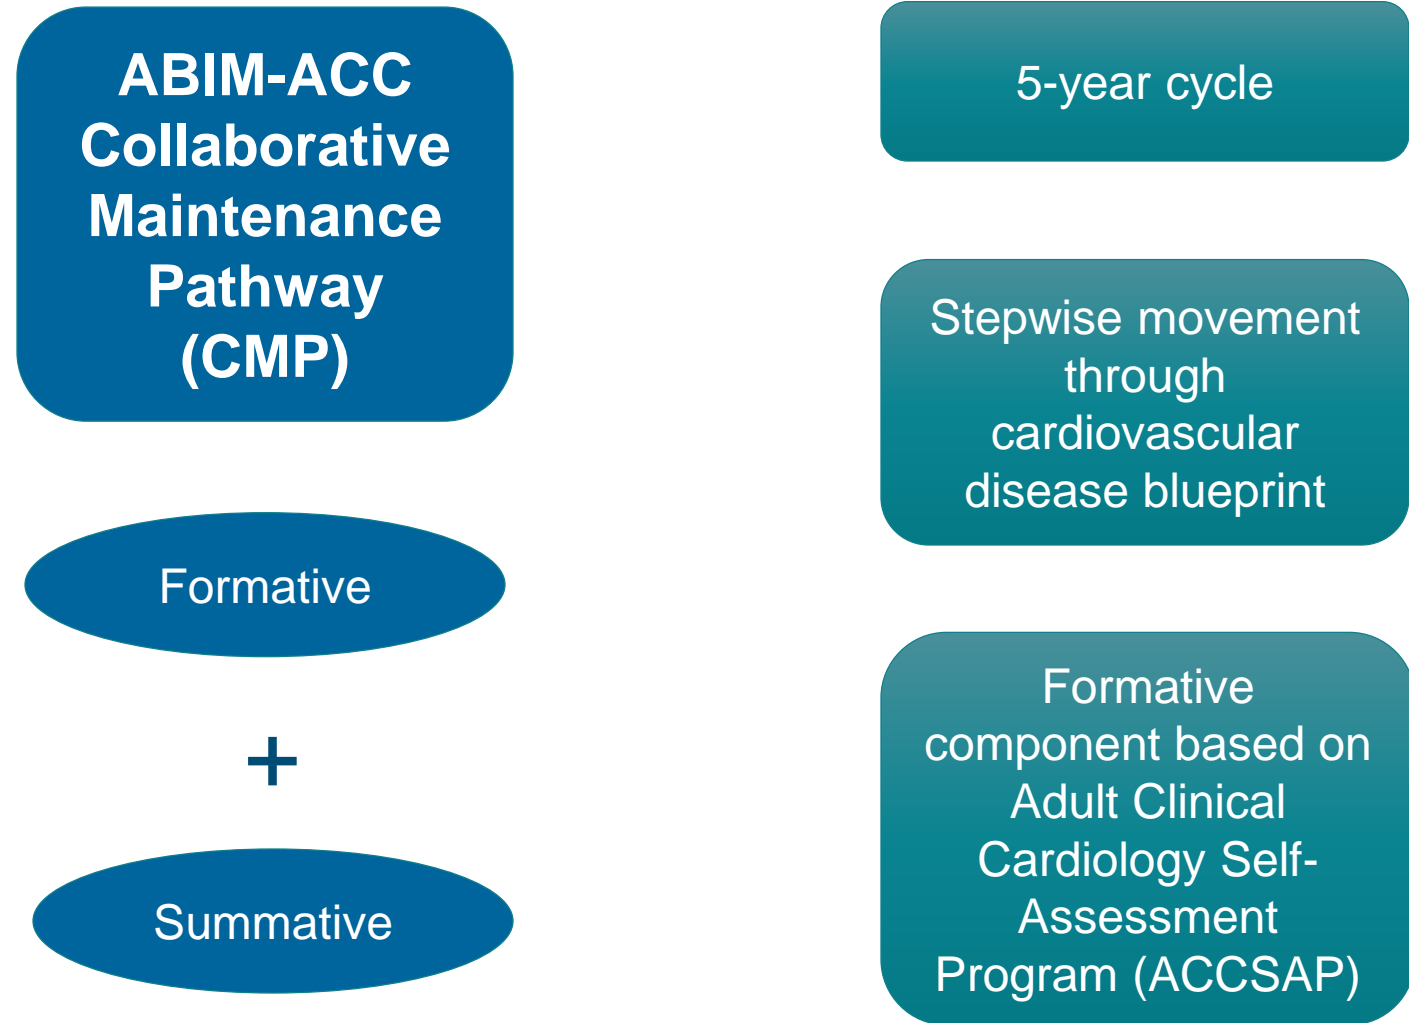 ABIM-ACC
Collaborative
Maintenance
Pathway
(CMP)
Formative
+
Summative
5-year cycle
Stepwise movement
through
cardiovascular
disease blueprint
Formative
component based on
Adult Clinical
Cardiology Self-
Assessment
Program (ACCSAP)